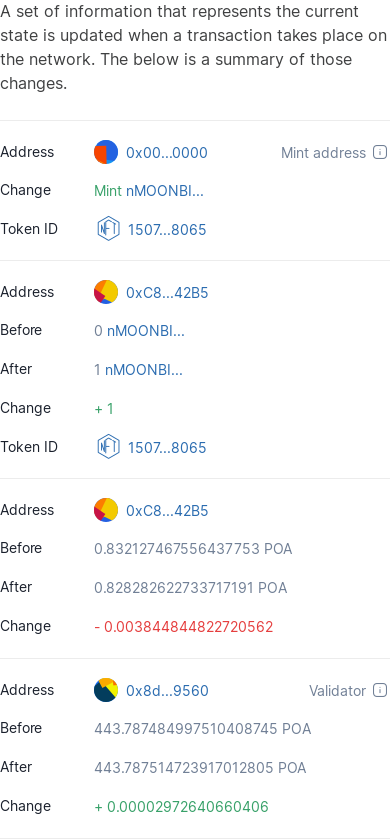 A set of information that represents the current
state is updated when a transaction takes place on
the network. The below is a summary of those
changes.
Address 0x00...0000 Mint address
Change Mint nMOONBI...
Token ID NFT 1507...8065
Address 0xC8...42B5
Before 0 nMOONBI...
After 1 nMOONBI...
Change + 1
Token ID NFT 1507...8065
Address 0xC8...42B5
Before 0.832127467556437753 POA
After 0.828282622733717191 POA
Change - 0.003844844822720562
Address 0x8d...9560 Validator
Before 443.787484997510408745 POA
After 443.787514723917012805 POA
Change + 0.00002972640660406